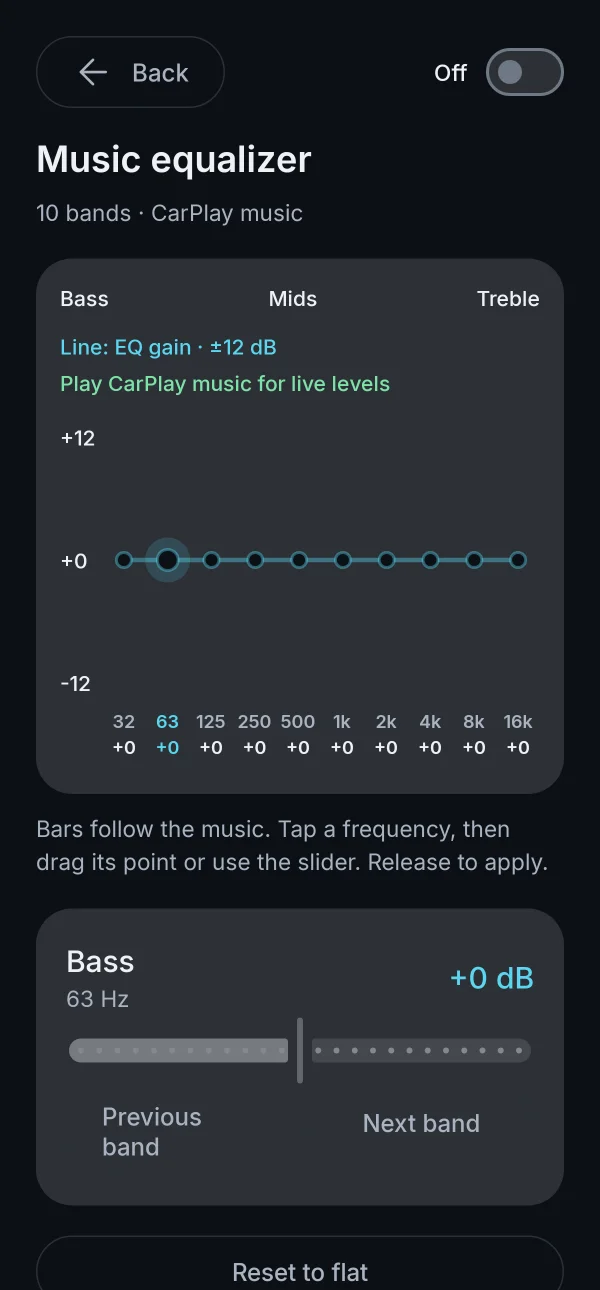 Back
Off
Music equalizer
10 bands · CarPlay music
Bass Mids Treble
Line: EQ gain · ±12 dB
Play CarPlay music for live levels
+12
+0
-12
32 63 125 250 500 1k 2k 4k 8k 16k
+0 +0 +0 +0 +0 +0 +0 +0 +0 +0
Bars follow the music. Tap a frequency, then
drag its point or use the slider. Release to apply.
Bass
+0 dB
63 Hz
Previous
band
Next band
Reset to flat